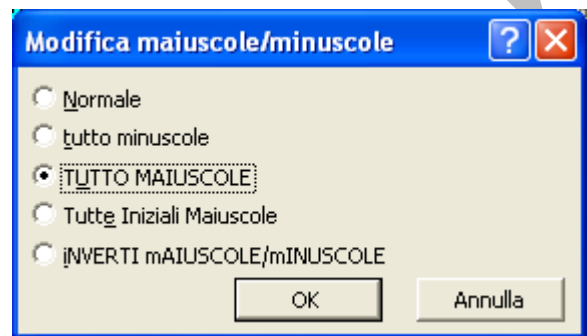 Modifica maiuscole/minuscole
Normale
tutto minuscole
TUTTO MAIUSCOLE
Tutte Iniziali Maiuscole
iNVERTI mAIUSCOLE/mINUSCOLE
OK Annulla